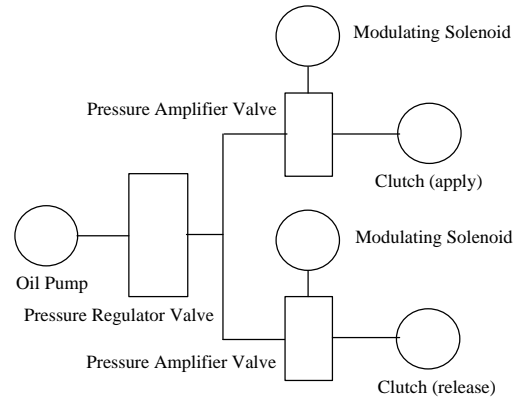 Modulating Solenoid
Pressure Amplifier Valve
Clutch (apply)
Modulating Solenoid
Oil Pump
Pressure Regulator Valve
Pressure Amplifier Valve
Clutch (release)